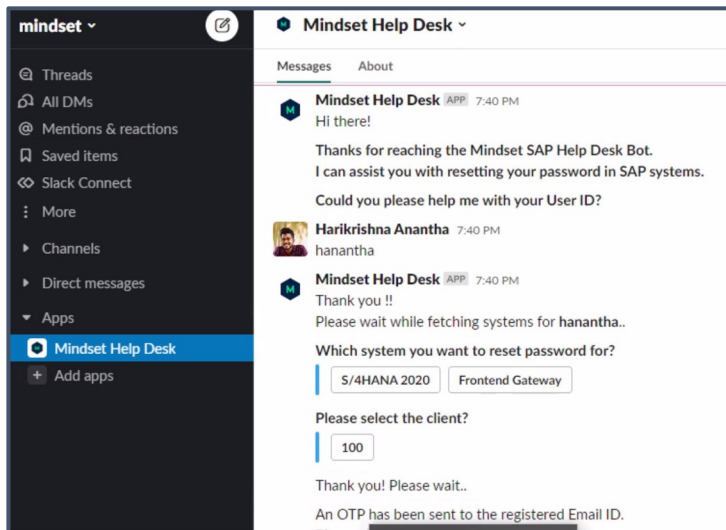 mindset
Threads
All DMs
Mentions & reactions
Saved items
Slack Connect
More
Channels
Direct messages
Apps
Mindset Help Desk
Add apps
Mindset Help Desk
Messages About
Mindset Help Desk APP 7:40 PM
Hi there!
Thanks for reaching the Mindset SAP Help Desk Bot.
I can assist you with resetting your password in SAP systems.
Could you please help me with your User ID?
Harikrishna Anantha 7:40 PM
hanantha
Mindset Help Desk APP 7:40 PM
Thank you !!
Please wait while fetching systems for hanantha..
Which system you want to reset password for?
S/4HANA 2020 Frontend Gateway
Please select the client?
100
Thank you! Please wait..
An OTP has been sent to the registered Email ID.